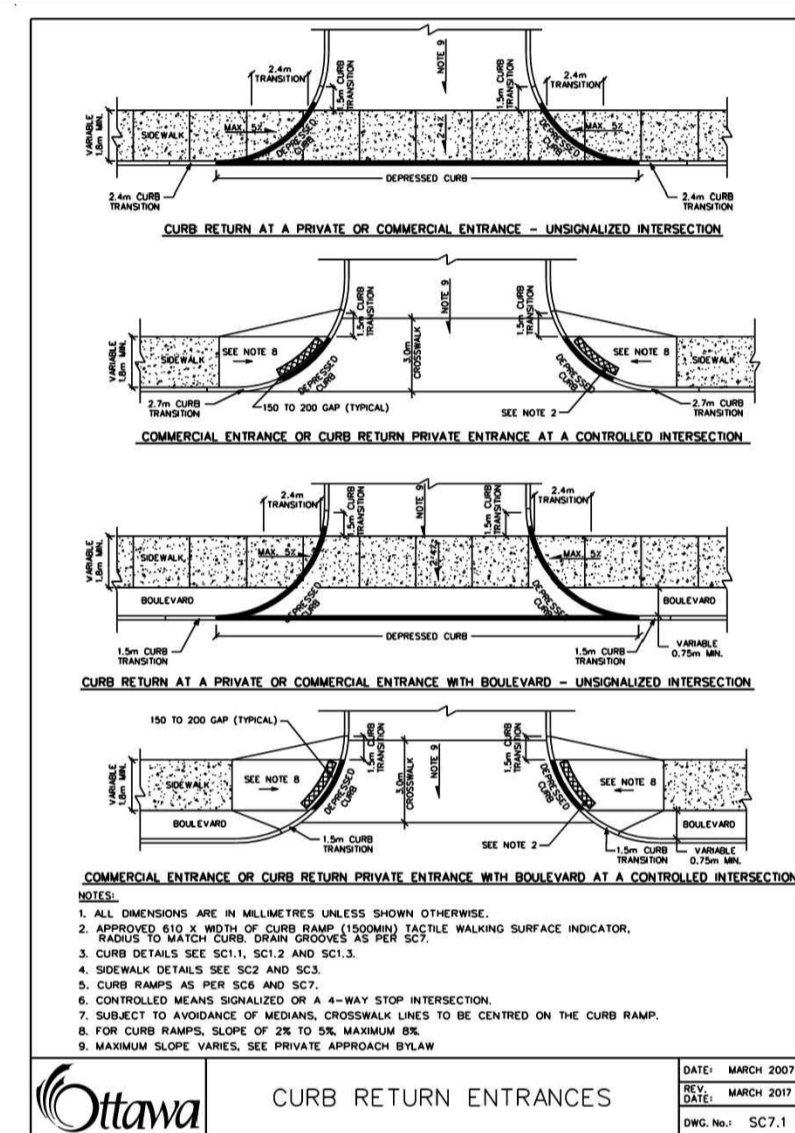 2.4m
TRANSITION
1.5m CURB
TRANSITION
NOTE 9
1.5m CURB
TRANSITION
2.4m
TRANSITION
VARIABLE
1.8m MIN.
SIDEWALK
MAX. 5%
DEPRESSED CURB
2-4%
DEPRESSED CURB
MAX. 5%
DEPRESSED CURB
2.4m CURB
TRANSITION
2.4m CURB
TRANSITION
CURB RETURN AT A PRIVATE OR COMMERCIAL ENTRANCE - UNSIGNALIZED INTERSECTION
1.5m CURB
TRANSITION
NOTE 9
1.5m CURB
TRANSITION
VARIABLE
1.8m MIN.
SIDEWALK
SEE NOTE 8
DEPRESSED
CURB
3.0m
CROSSWALK
DEPRESSED
CURB
SEE NOTE 8
SIDEWALK
2.7m CURB
TRANSITION
150 TO 200 GAP (TYPICAL)
SEE NOTE 2
2.7m CURB
TRANSITION
COMMERCIAL ENTRANCE OR CURB RETURN PRIVATE ENTRANCE AT A CONTROLLED INTERSECTION
2.4m
TRANSITION
1.5m CURB
TRANSITION
NOTE 9
1.5m CURB
TRANSITION
2.4m
TRANSITION
VARIABLE
1.8m MIN.
SIDEWALK
MAX. 5%
2-4%
MAX. 5%
BOULEVARD
DEPRESSED
CURB
DEPRESSED
CURB
BOULEVARD
DEPRESSED CURB
1.5m CURB
TRANSITION
1.5m CURB
TRANSITION
VARIABLE
0.75m MIN.
CURB RETURN AT A PRIVATE OR COMMERCIAL ENTRANCE WITH BOULEVARD - UNSIGNALIZED INTERSECTION
150 TO 200 GAP (TYPICAL)
1.5m CURB
TRANSITION
NOTE 9
1.5m CURB
TRANSITION
VARIABLE
1.8m MIN.
SIDEWALK
SEE NOTE 8
DEPRESSED
CURB
3.0m
CROSSWALK
DEPRESSED
CURB
SEE NOTE 8
BOULEVARD
BOULEVARD
1.5m CURB
TRANSITION
SEE NOTE 2
1.5m CURB
TRANSITION
VARIABLE
0.75m MIN.
COMMERCIAL ENTRANCE OR CURB RETURN PRIVATE ENTRANCE WITH BOULEVARD AT A CONTROLLED INTERSECTION
NOTES:
1. ALL DIMENSIONS ARE IN MILLIMETRES UNLESS SHOWN OTHERWISE.
2. APPROVED 610 X WIDTH OF CURB RAMP (1500MIN) TACTILE WALKING SURFACE INDICATOR,
RADIUS TO MATCH CURB. DRAIN GROOVES AS PER SC7.
3. CURB DETAILS SEE SC1.1, SC1.2 AND SC1.3.
4. SIDEWALK DETAILS SEE SC2 AND SC3.
5. CURB RAMPS AS PER SC6 AND SC7.
6. CONTROLLED MEANS SIGNALIZED OR A 4-WAY STOP INTERSECTION.
7. SUBJECT TO AVOIDANCE OF MEDIANS, CROSSWALK LINES TO BE CENTRED ON THE CURB RAMP.
8. FOR CURB RAMPS, SLOPE OF 2% TO 5%, MAXIMUM 8%.
9. MAXIMUM SLOPE VARIES, SEE PRIVATE APPROACH BYLAW
Ottawa
CURB RETURN ENTRANCES
DATE: MARCH 2007
REV. DATE: MARCH 2017
DWG. No.: SC7.1